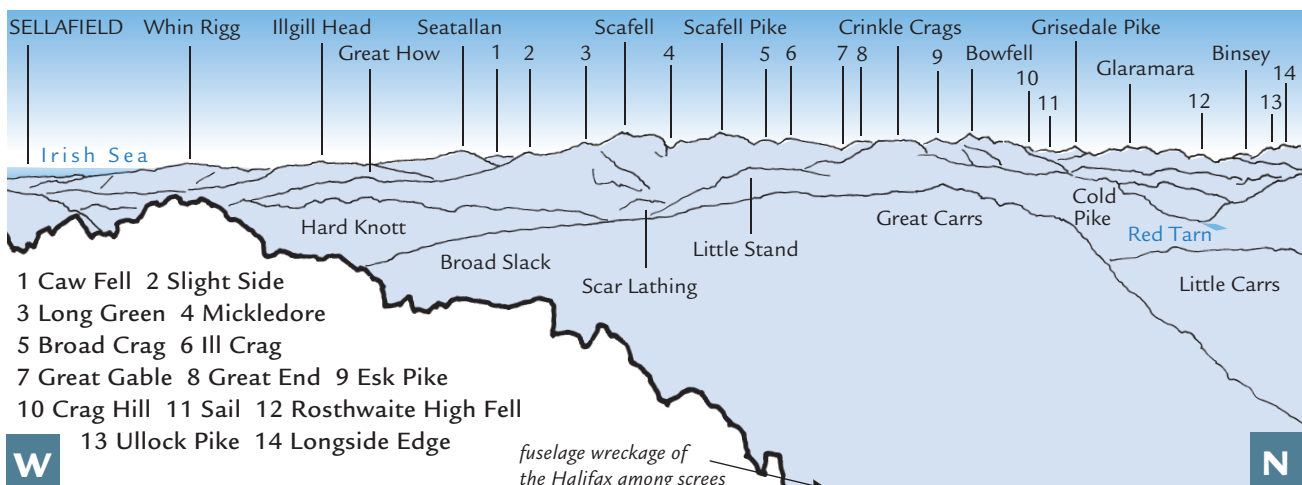 SELLAFIELD Whin Rigg Illgill Head Seatallan Scafell Scafell Pike Crinkle Crags Grisedale Pike
Great How 1 2 3 4 5 6 7 8 9 Bowfell 10 11 Glaramara 12 Binsey 13 14
Irish Sea
Hard Knott
Broad Slack
Scar Lathing
Little Stand
Great Carrs
Cold
Pike
Red Tarn
Little Carrs
1 Caw Fell 2 Slight Side
3 Long Green 4 Mickledore
5 Broad Crag 6 Ill Crag
7 Great Gable 8 Great End 9 Esk Pike
10 Crag Hill 11 Sail 12 Rosthwaite High Fell
13 Ullock Pike 14 Longside Edge
W
fuselage wreckage of
the Halifax among screes
N